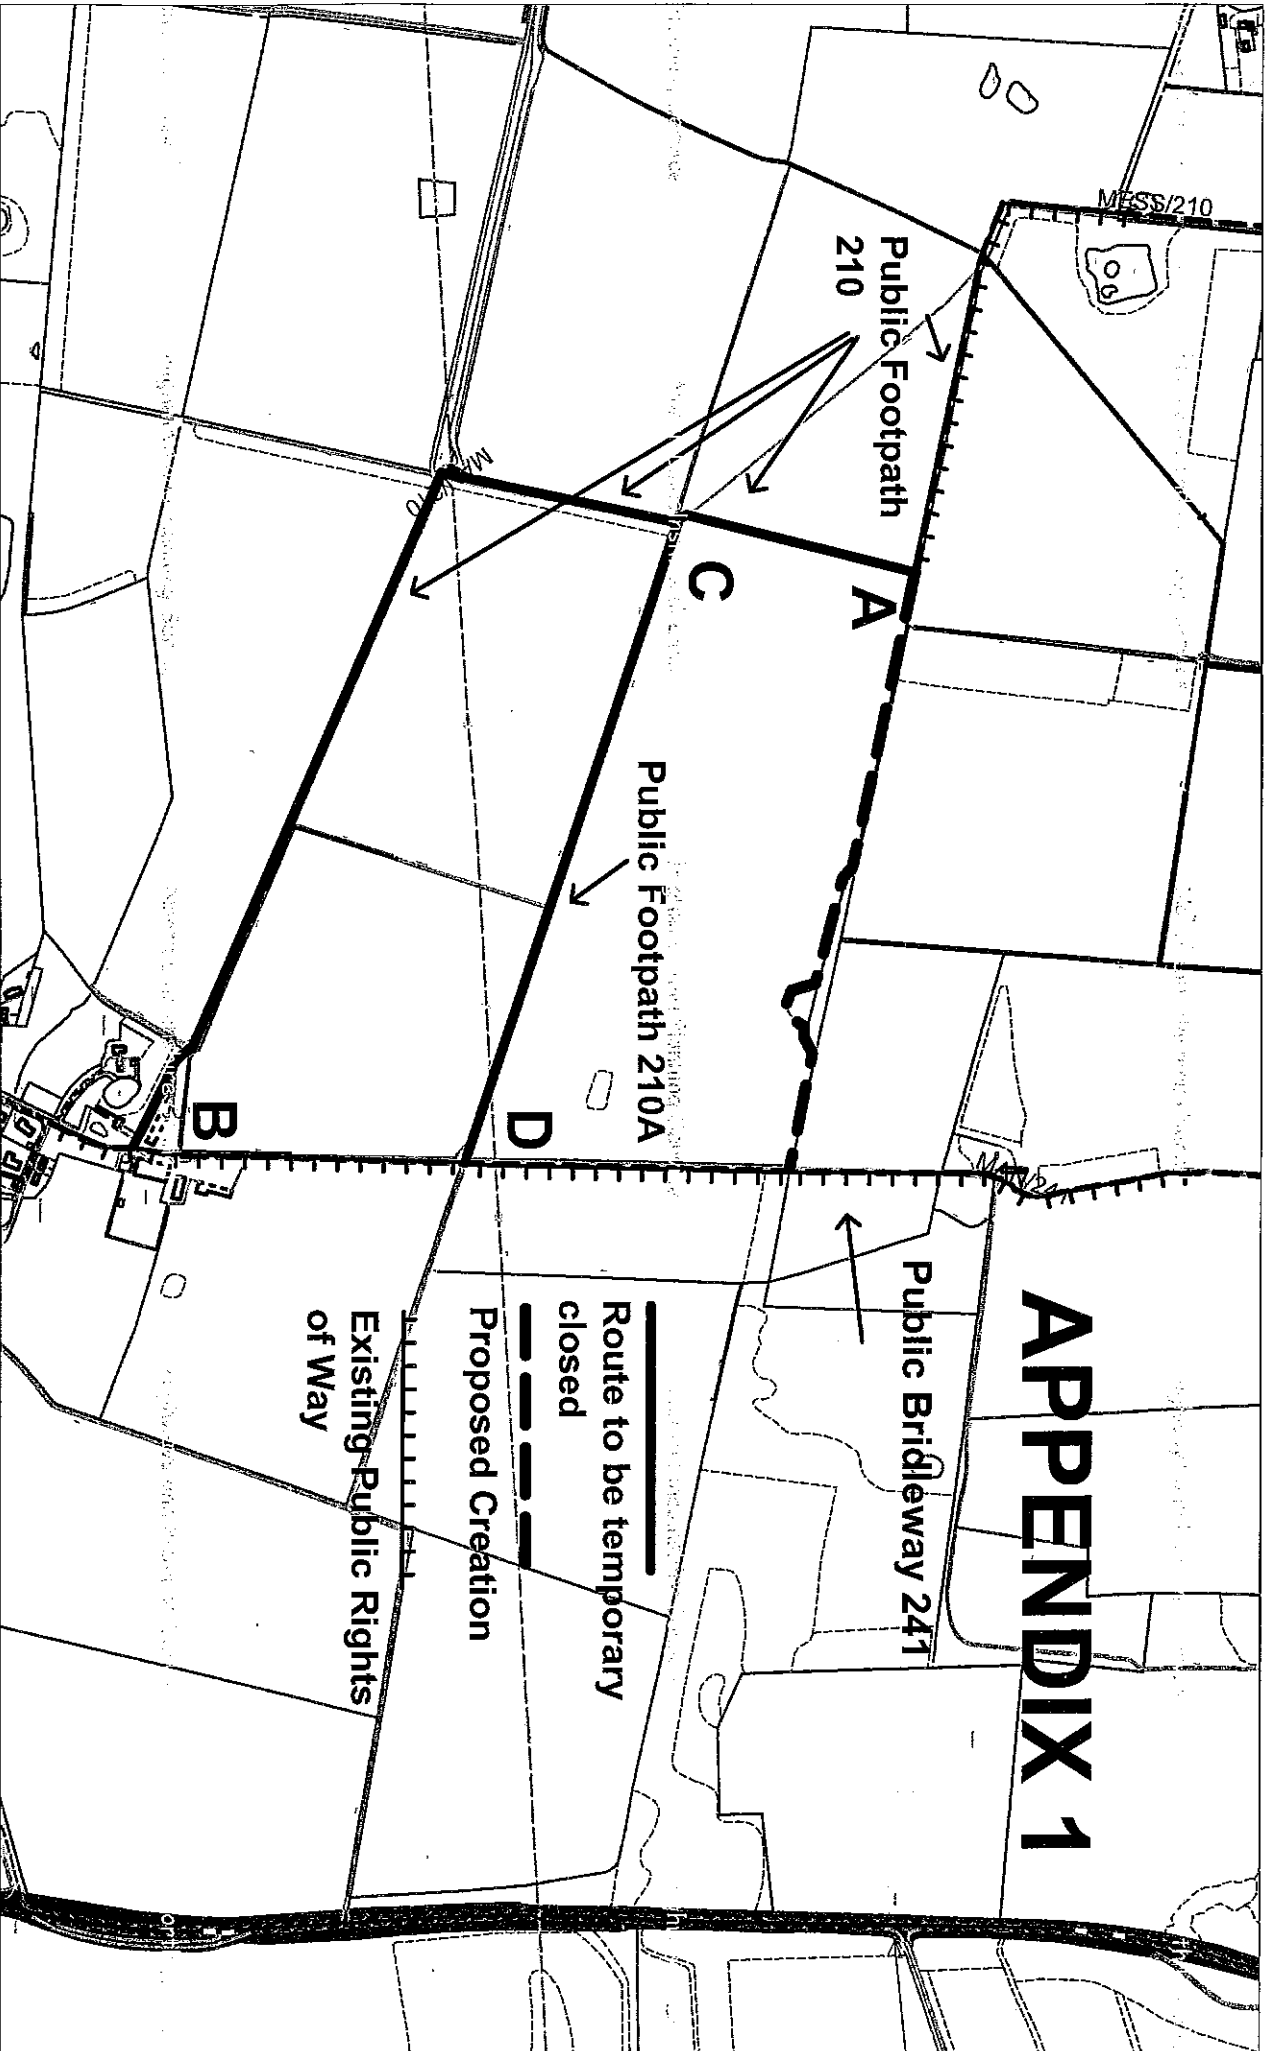 APPENDIX 1
MESS/210
Public Footpath
210
A
C
Public Footpath 210A
B
D
Public Bridleway 241
Route to be temporary
closed
Proposed Creation
Existing Public Rights
of Way